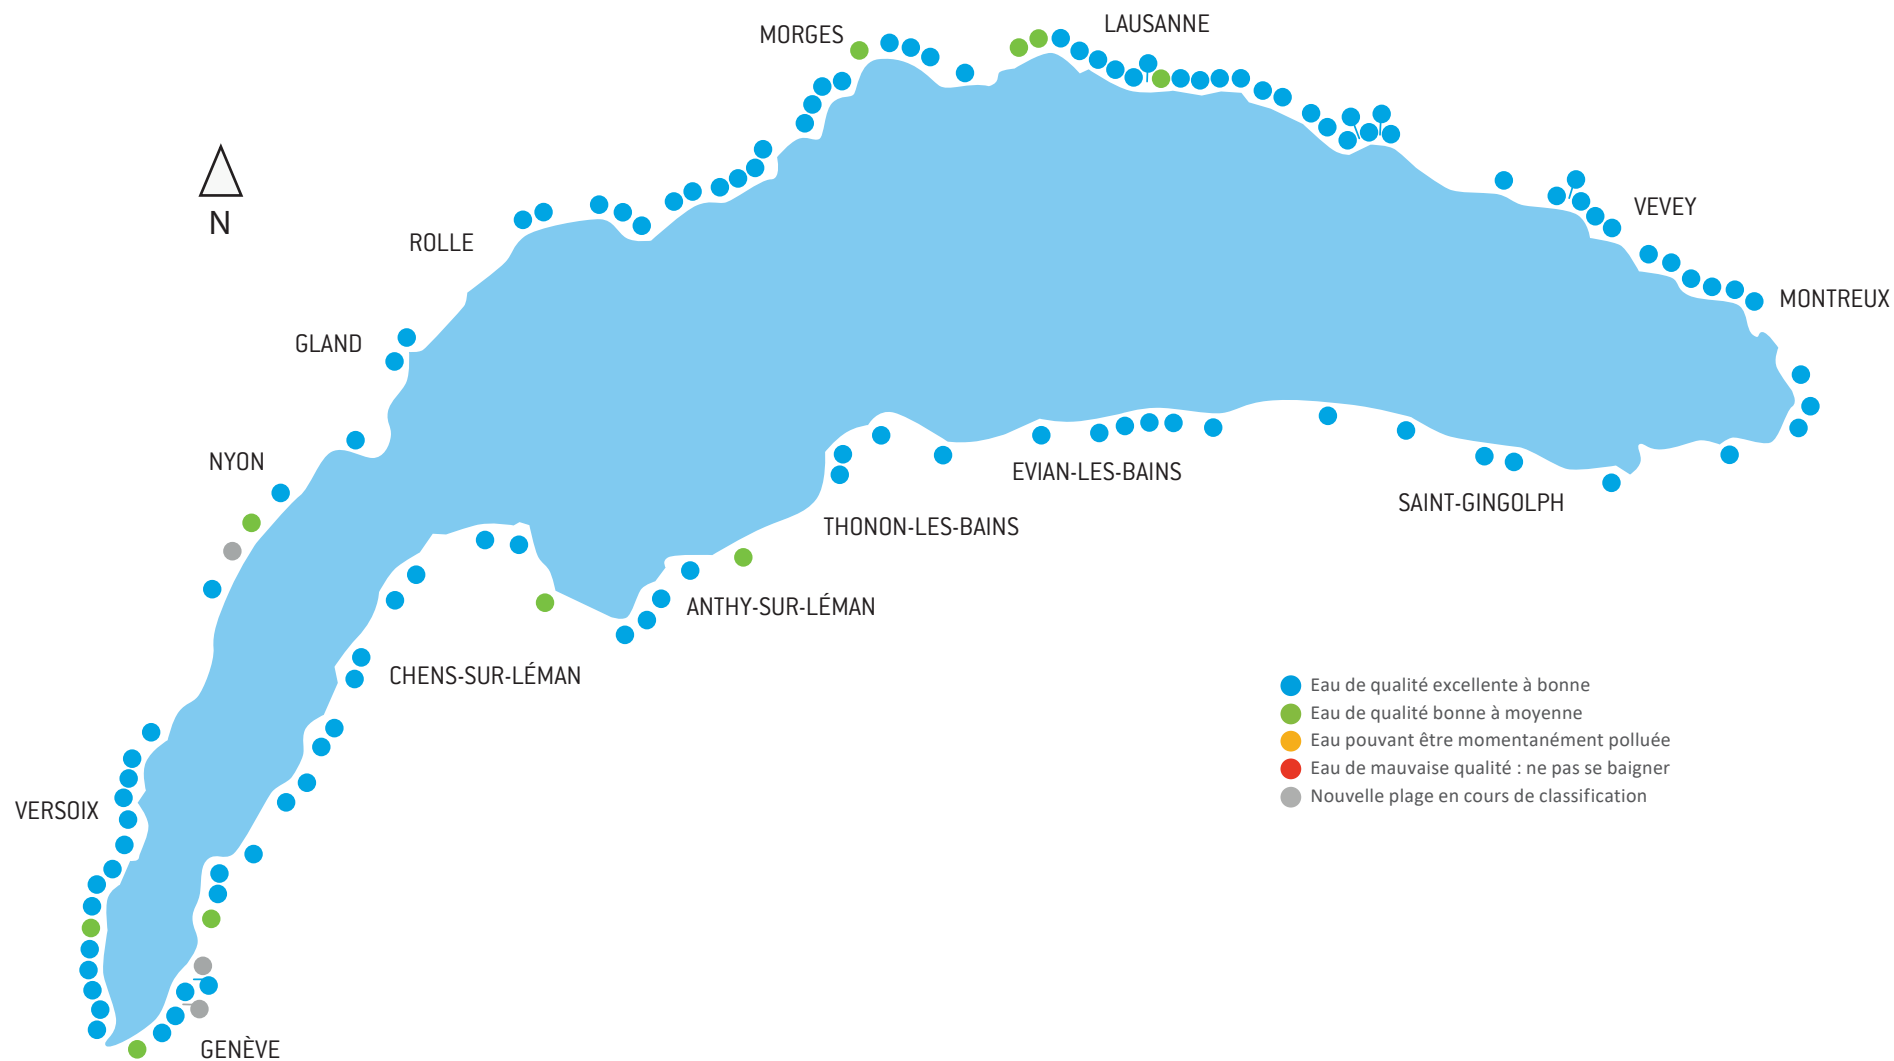 LAUSANNE
MORGES
N
VEVEY
ROLLE
MONTREUX
GLAND
NYON
EVIAN-LES-BAINS
SAINT-GINGOLPH
THONON-LES-BAINS
ANTHY-SUR-LÉMAN
CHENS-SUR-LÉMAN
VERSOIX
GENÈVE
Eau de qualité excellente à bonne
Eau de qualité bonne à moyenne
Eau pouvant être momentanément polluée
Eau de mauvaise qualité : ne pas se baigner
Nouvelle plage en cours de classification